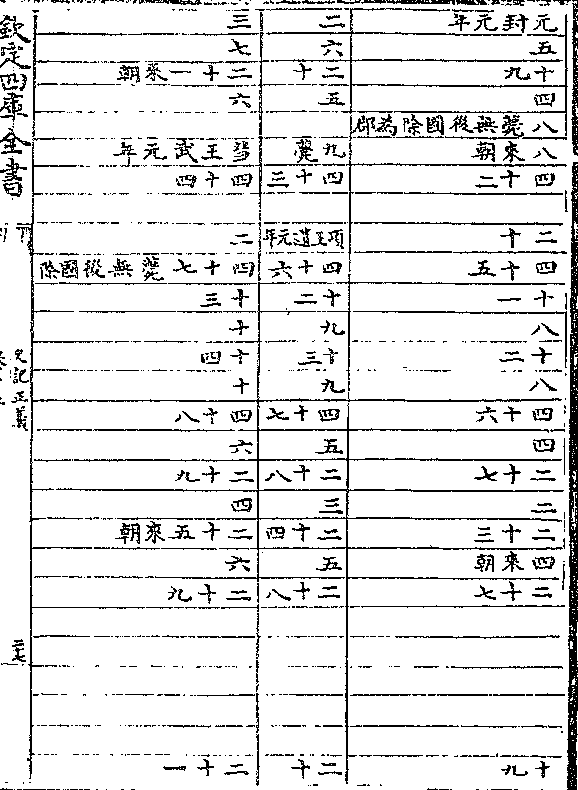 元封元年
五
十九
四
八薨無後國除為郡
八來朝
四十二
二十
四十五
十一
八
十二
八
四十六
四
二十七
二
二十三
四來朝
二十七
十九
二
六
二十
五
九薨
四十三
頃王遺元年
四十六
十二
九
十三
九
四十七
五
二十八
三
二十四
五
二十八
二十
三
七
二十一來朝
六
慧王武元年
四十四
二
四十七薨無後國除
十三
十
十四
十
四十八
六
二十九
四
二十五來朝
六
二十九
二十一
欽定四庫全書
史記正義
二七